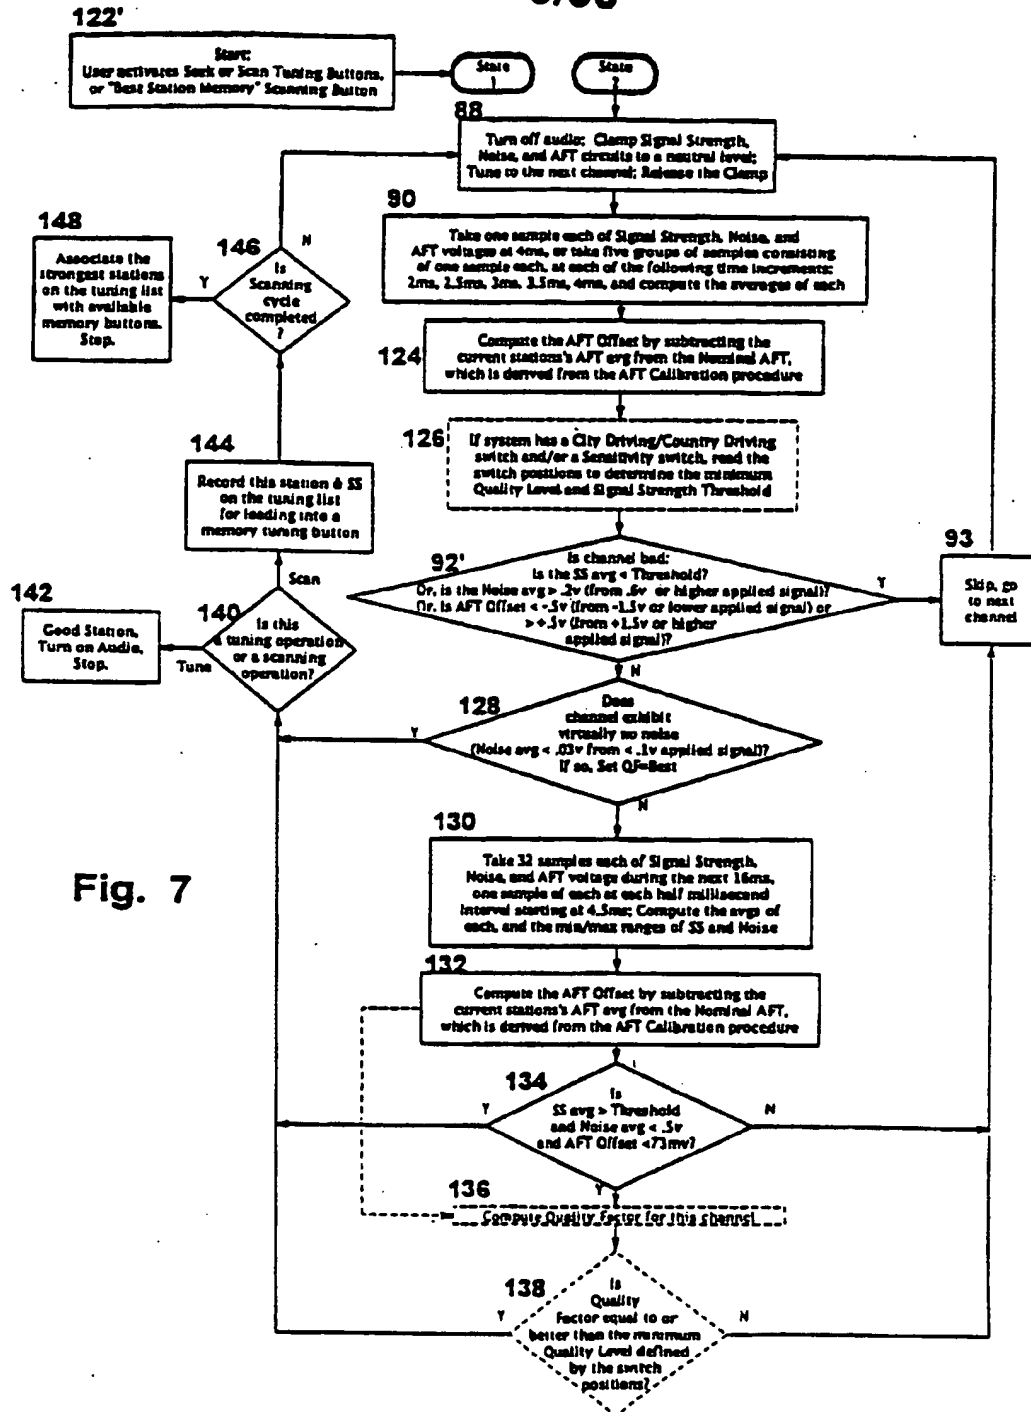 122'
Start:
User activates Seek or Scan Tuning Buttons,
or "Best Station Memory" Scanning Button
State
1
State
88
Turn off audio; Clamp Signal Strength,
Noise, and AFT circuits to a neutral level;
Tune to the next channel; Release the Clamp
90
Take one sample each of Signal Strength, Noise, and
AFT voltages at 4ms, or take five groups of samples consisting
of one sample each, at each of the following time increments:
2ms, 2.5ms, 3ms, 3.5ms, 4ms, and compute the averages of each
148
Associate the
strongest stations
on the tuning list
with available
memory buttons.
Stop.
146
N
Y
Is
Scanning
cycle
completed
?
124
Compute the AFT Offset by subtracting the
current stations's AFT avg from the Nominal AFT,
which is derived from the AFT Calibration procedure
126
If system has a City Driving/Country Driving
switch and/or a Sensitivity switch, read the
switch positions to determine the minimum
Quality Level and Signal Strength Threshold
144
Record this station & SS
on the tuning list
for loading into a
memory tuning button
92'
Is channel bad:
Is the SS avg < Threshold?
Or, is the Noise avg > .2v (from .6v or higher applied signal)?
Or, Is AFT Offset < -.5v (from -1.5v or lower applied signal) or
> +.5v (from +1.5v or higher
applied signal)?
Y
N
93
Skip, go
to next
channel
Scan
140
Is this
a tuning operation
or a scanning
operation?
Tune
142
Good Station,
Turn on Audio,
Stop.
128
Does
channel exhibit
virtually no noise
(Noise avg < .03v from < .1v applied signal)?
If so, Set QF=Best
Y
N
130
Take 32 samples each of Signal Strength,
Noise, and AFT voltage during the next 16ms,
one sample of each at each half millisecond
interval starting at 4.5ms; Compute the avgs of
each, and the min/max ranges of SS and Noise
Fig. 7
132
Compute the AFT Offset by subtracting the
current stations's AFT avg from the Nominal AFT,
which is derived from the AFT Calibration procedure
134
Is
SS avg > Threshold
and Noise avg < .5v
and AFT Offset <73mv?
Y
N
Y
136
Compute Quality Factor for this channel
138
Is
Quality
Factor equal to or
better than the minimum
Quality Level defined
by the switch
positions?
Y
N